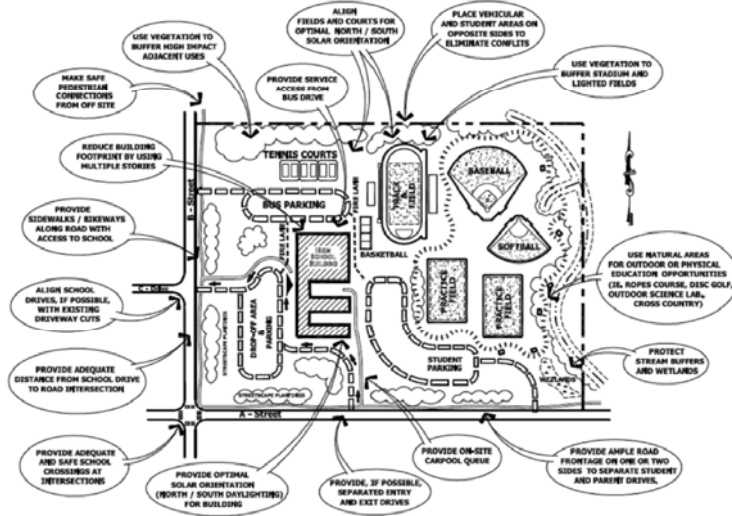 ALIGN
FIELDS AND COURTS FOR
OPTIMAL NORTH / SOUTH
SOLAR ORIENTATION
PLACE VEHICULAR
AND STUDENT AREAS ON
OPPOSITE SIDES TO
ELIMINATE CONFLITS
USE VEGETATION TO
BUFFER HIGH IMPACT
ADJACENT USES
USE VEGETATION TO
BUFFER STADIUM AND
LIGHTED FIELDS
MAKE SAFE
PEDESTRIAN
CONNECTIONS
FROM OFF SITE
PROVIDE SERVICE
ACCESS FROM
BUS DRIVE
REDUCE BUILDING
FOOTPRINT BY USING
MULTIPLE STORIES
TENNIS COURTS
BUS PARKING
FIRE LANE
TRACK
&
FIELD
BASEBALL
SOFTBALL
BASKETBALL
B - Street
PROVIDE
SIDEWALKS / BIKEWAYS
ALONG ROAD WITH
ACCESS TO SCHOOL
FIRE LANE
HIGH
SCHOOL
BUILDING
USE NATURAL AREAS
FOR OUTDOOR OR PHYSICAL
EDUCATION OPPORTUNITIES
(IE. ROPES COURSE, DISC GOLF,
OUTDOOR SCIENCE LAB,
CROSS COUNTRY)
ALIGN SCHOOL
DRIVES, IF POSSIBLE,
WITH EXISTING
DRIVEWAY CUTS
DROP-OFF AREA
&
PARKING
PRACTICE
FIELD
PRACTICE
FIELD
STREETSCAPE PLANTINGS
STUDENT
PARKING
WETLANDS
PROTECT
STREAM BUFFERS
AND WETLANDS
PROVIDE ADEQUATE
DISTANCE FROM SCHOOL DRIVE
TO ROAD INTERSECTION
STREETSCAPE PLANTINGS
A - Street
PROVIDE ADEQUATE
AND SAFE SCHOOL
CROSSINGS AT
INTERSECTIONS
PROVIDE OPTIMAL
SOLAR ORIENTATION
(NORTH / SOUTH DAYLIGHTING)
FOR BUILDING
PROVIDE, IF POSSIBLE,
SEPARATED ENTRY
AND EXIT DRIVES
PROVIDE ON-SITE
CARPOOL QUEUE
PROVIDE AMPLE ROAD
FRONTAGE ON ONE OR TWO
SIDES TO SEPARATE STUDENT
AND PARENT DRIVES.